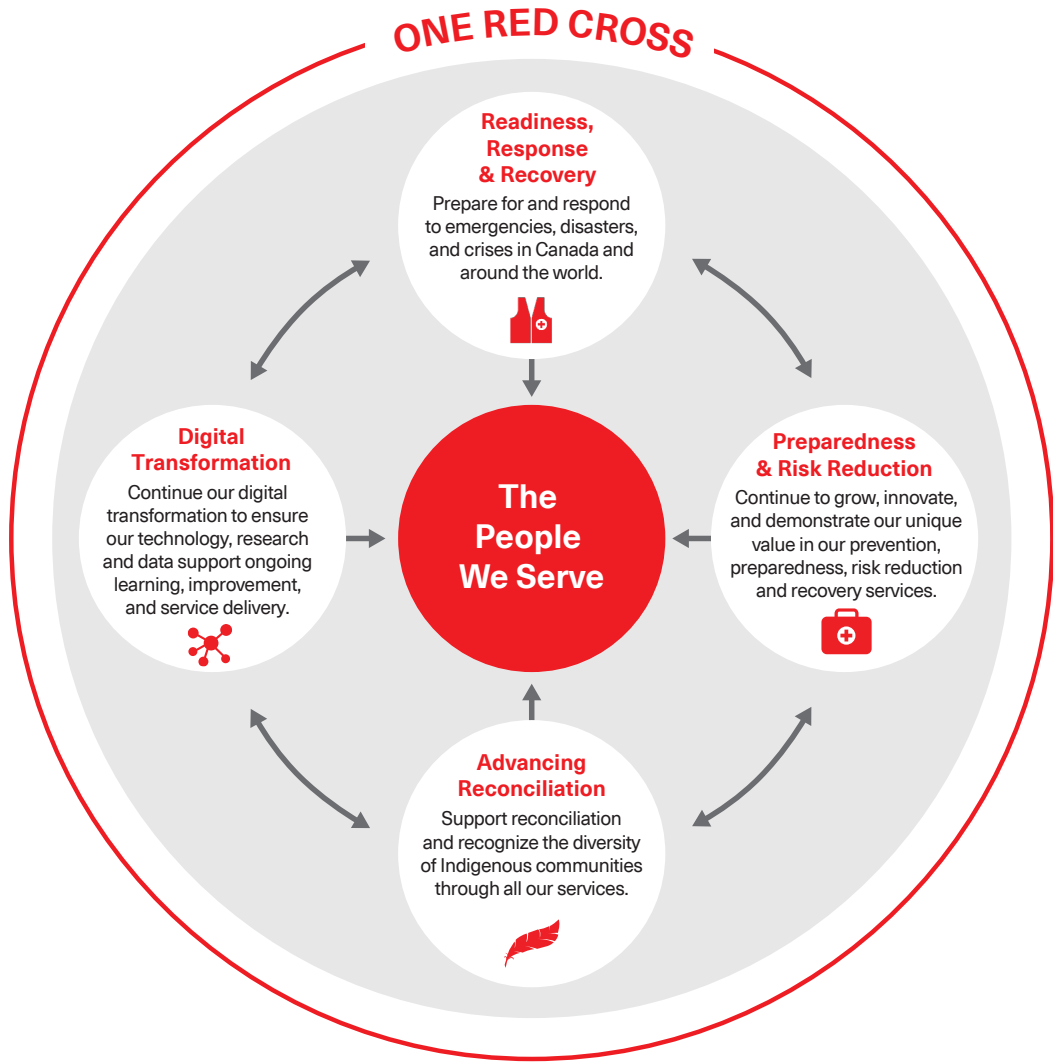 ONE RED CROSS
Readiness,
Response
& Recovery
Prepare for and respond
to emergencies, disasters,
and crises in Canada and
around the world.
Digital
Transformation
Continue our digital
transformation to ensure
our technology, research
and data support ongoing
learning, improvement,
and service delivery.
The
People
We Serve
Preparedness
& Risk Reduction
Continue to grow, innovate,
and demonstrate our unique
value in our prevention,
preparedness, risk reduction
and recovery services.
Advancing
Reconciliation
Support reconciliation
and recognize the diversity
of Indigenous communities
through all our services.